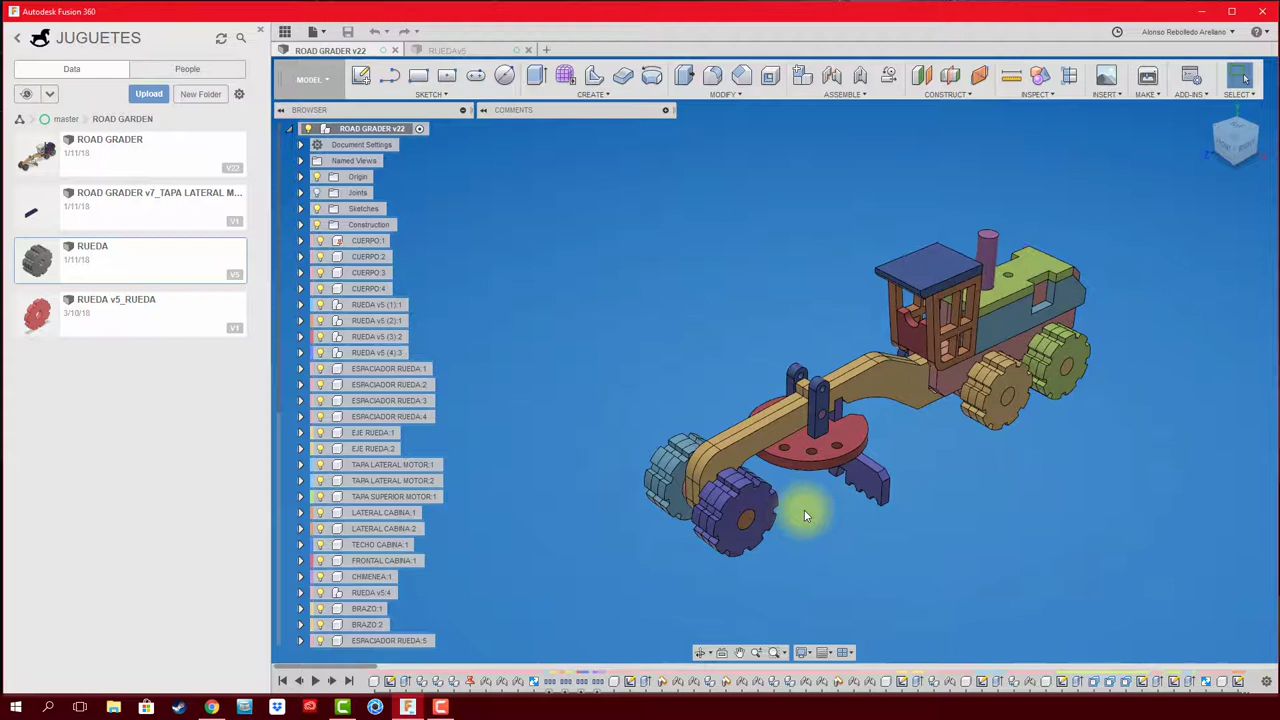 Autodesk Fusion 360
JUGUETES
Data
People
Upload
New Folder
master
ROAD GARDEN
ROAD GRADER
1/11/18
V22
ROAD GRADER v7_TAPA LATERAL M...
1/11/18
V1
RUEDA
1/11/18
V5
RUEDA v5_RUEDA
3/10/18
V1
Alonso Rebolledo Arellano
ROAD GRADER v22
RUEDA v5
MODEL
SKETCH
CREATE
MODIFY
ASSEMBLE
CONSTRUCT
INSPECT
INSERT
MAKE
ADD-INS
SELECT
BROWSER
COMMENTS
ROAD GRADER v22
Document Settings
Named Views
Origin
Joints
Sketches
Construction
CUERPO:1
CUERPO:2
CUERPO:3
CUERPO:4
RUEDA v5 (1):1
RUEDA v5 (2):1
RUEDA v5 (3):2
RUEDA v5 (4):3
ESPACIADOR RUEDA:1
ESPACIADOR RUEDA:2
ESPACIADOR RUEDA:3
ESPACIADOR RUEDA:4
EJE RUEDA:1
EJE RUEDA:2
TAPA LATERAL MOTOR:1
TAPA LATERAL MOTOR:2
TAPA SUPERIOR MOTOR:1
LATERAL CABINA:1
LATERAL CABINA:2
TECHO CABINA:1
FRONTAL CABINA:1
CHIMENEA:1
RUEDA v5:4
BRAZO:1
BRAZO:2
ESPACIADOR RUEDA:5